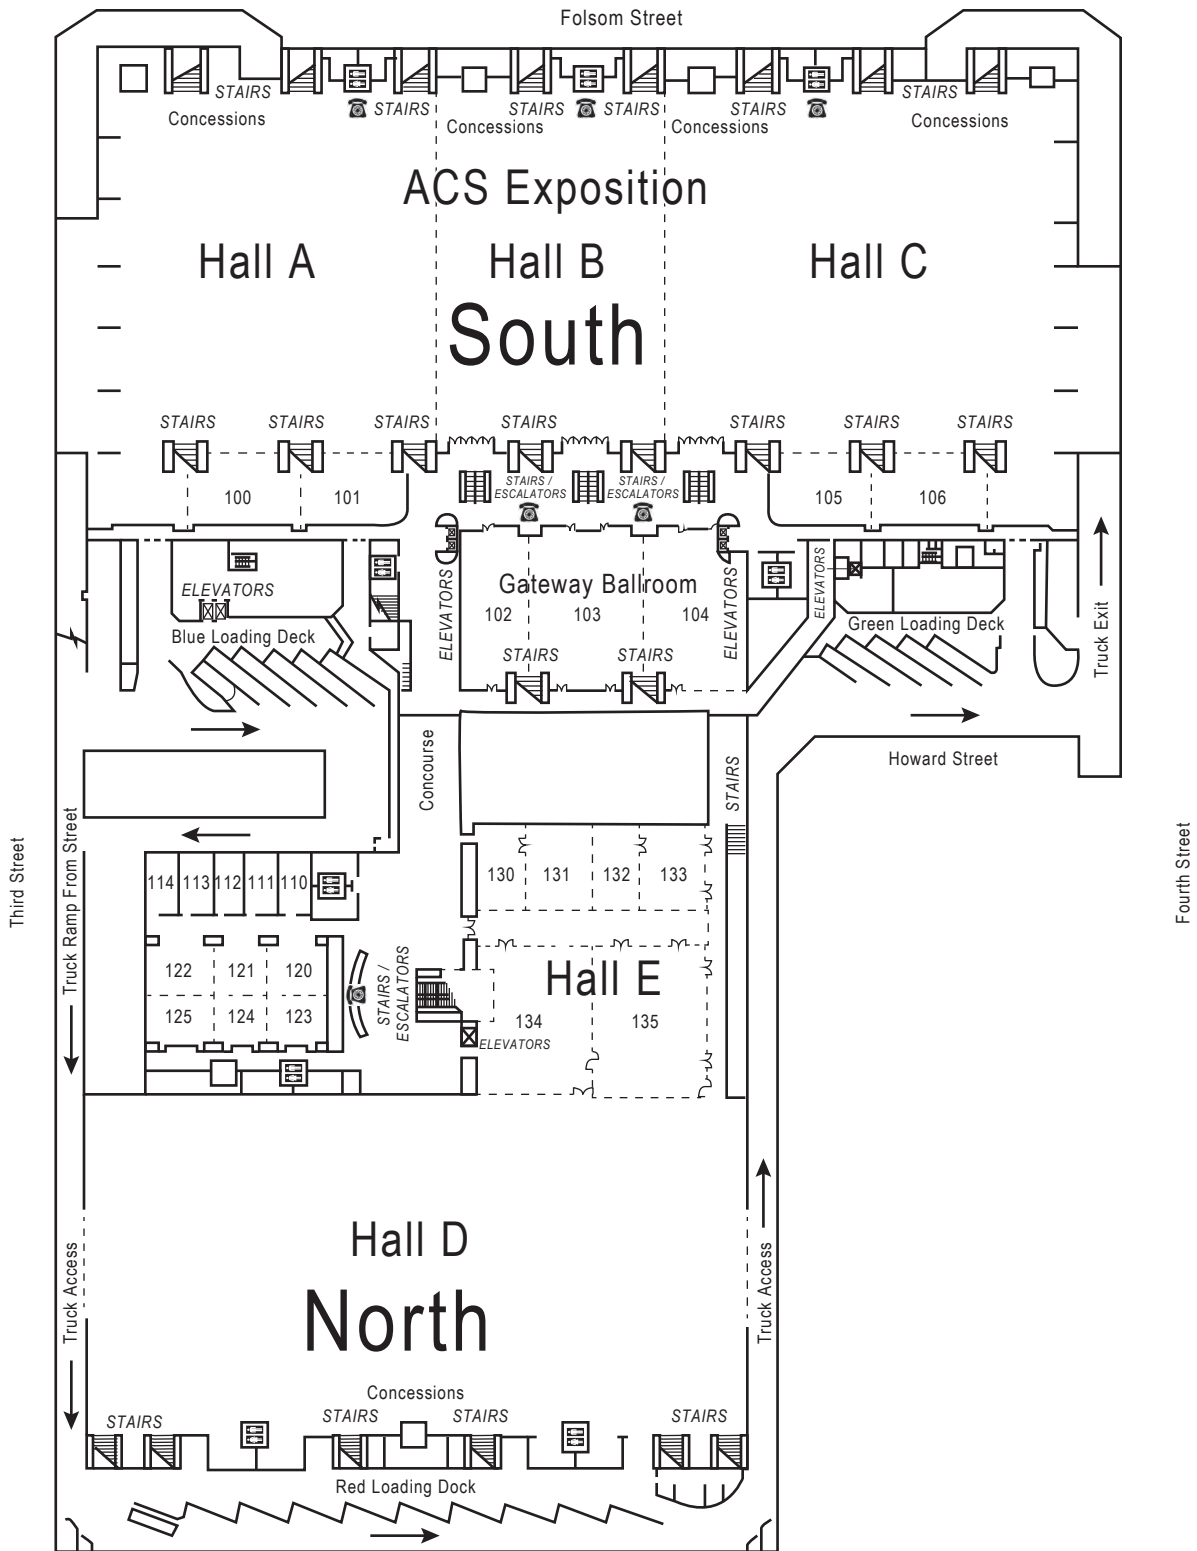 Folsom Street
STAIRS
STAIRS
STAIRS
STAIRS
STAIRS
STAIRS
Concessions
Concessions
Concessions
Concessions
ACS Exposition
Hall A
Hall B
Hall C
South
STAIRS
STAIRS
STAIRS
STAIRS
STAIRS
STAIRS
STAIRS
100
101
STAIRS /
ESCALATORS
STAIRS /
ESCALATORS
105
106
ELEVATORS
Blue Loading Deck
ELEVATORS
Gateway Ballroom
102
103
104
ELEVATORS
ELEVATORS
Green Loading Deck
Truck Exit
STAIRS
STAIRS
Concourse
STAIRS
Howard Street
Third Street
Truck Ramp From Street
Fourth Street
114
113
112
111
110
130
131
132
133
122
121
120
125
124
123
STAIRS /
ESCALATORS
Hall E
134
135
ELEVATORS
Hall D
North
Truck Access
Truck Access
Concessions
STAIRS
STAIRS
STAIRS
STAIRS
Red Loading Dock